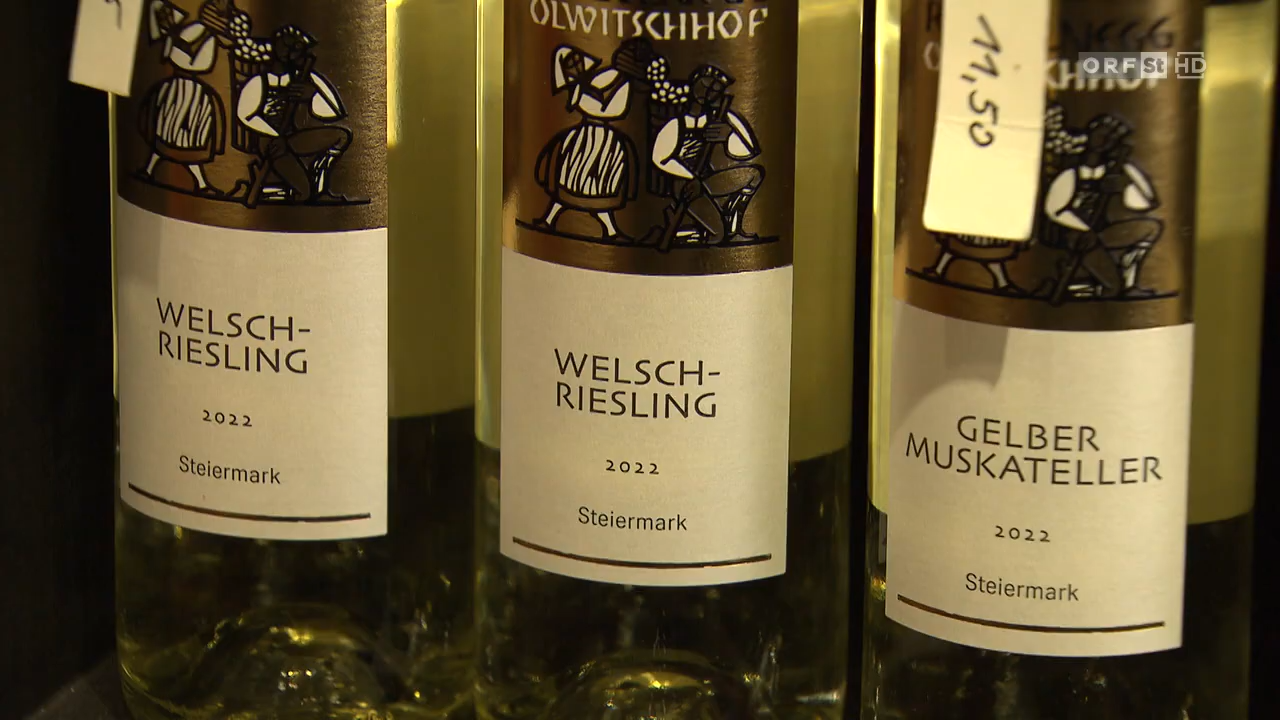 WELSCH-
RIESLING
2022
Steiermark
OLWITSCHHOF
WELSCH-
RIESLING
2022
Steiermark
11,50
GELBER
MUSKATELLER
2022
Steiermark
ORF St HD